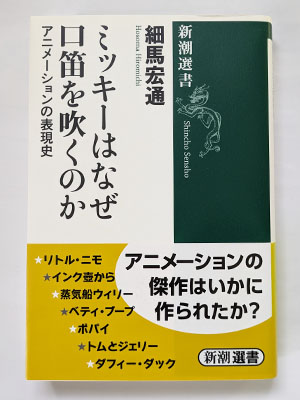 新潮選書
Shincho Sensho
細馬宏通
Hosoma Hiromichi
ミッキーはなぜ
口笛を吹くのか
アニメーションの表現史
アニメーションの
傑作はいかに
作られたか?
★リトル・ニモ
★インク壺から
★蒸気船ウィリー
★ベティ・ブープ
★ポパイ
★トムとジェリー
★ダフィー・ダック
新潮選書